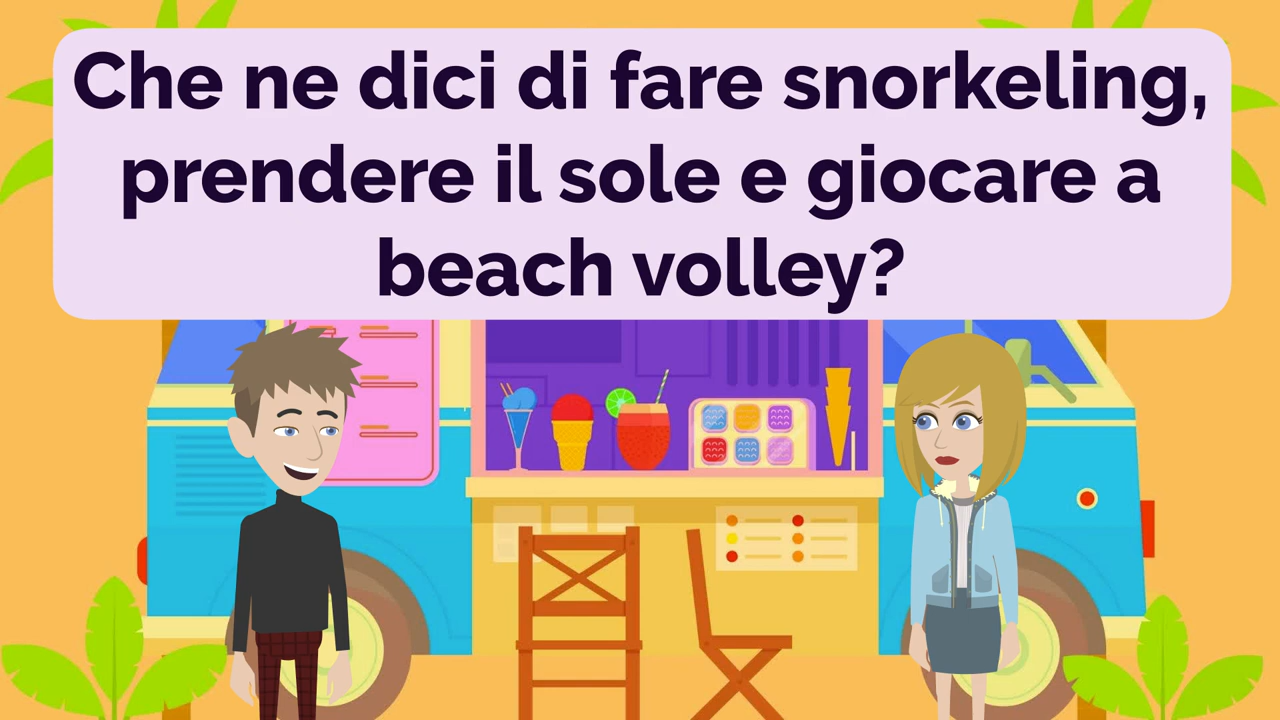 Che ne dici di fare snorkeling,
prendere il sole e giocare a
beach volley?